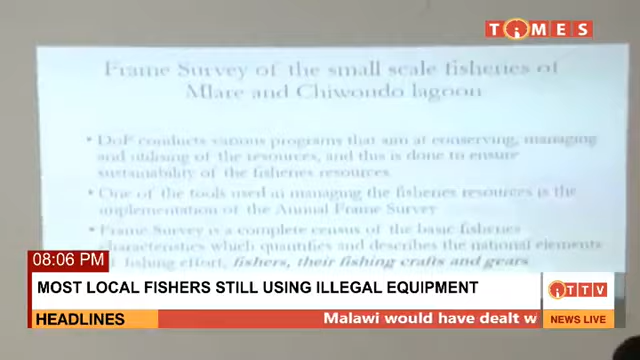 TIMES
Frame Survey of the small scale fisheries of
Mlare and Chiwondo lagoon
• DoF conducts various programs that aim at conserving, managing
and utilising of the resources, and this is done to ensure
sustainability of the fisheries resources
• One of the tools used in managing the fisheries resources is the
implementation of the Annual Frame Survey
• Frame Survey is a complete census of the basic fisheries
characteristics which quantifies and describes the national elements
of fishing effort, fishers, their fishing crafts and gears
08:06 PM
MOST LOCAL FISHERS STILL USING ILLEGAL EQUIPMENT
TTV
HEADLINES
Malawi would have dealt w
NEWS LIVE